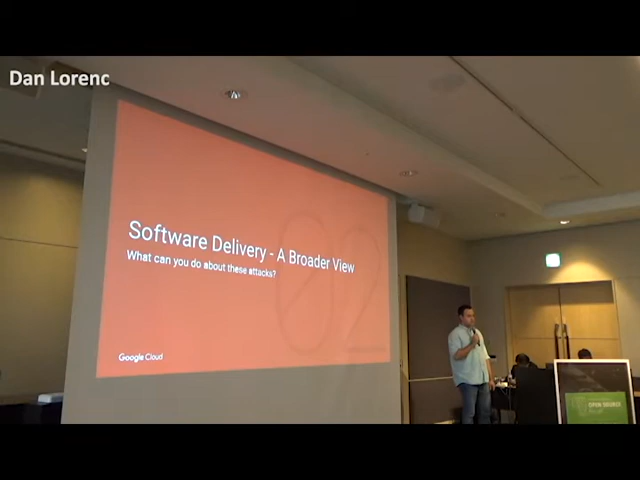 Dan Lorenc
Software Delivery - A Broader View
What can you do about these attacks?
02
Google Cloud
OPEN SOURCE